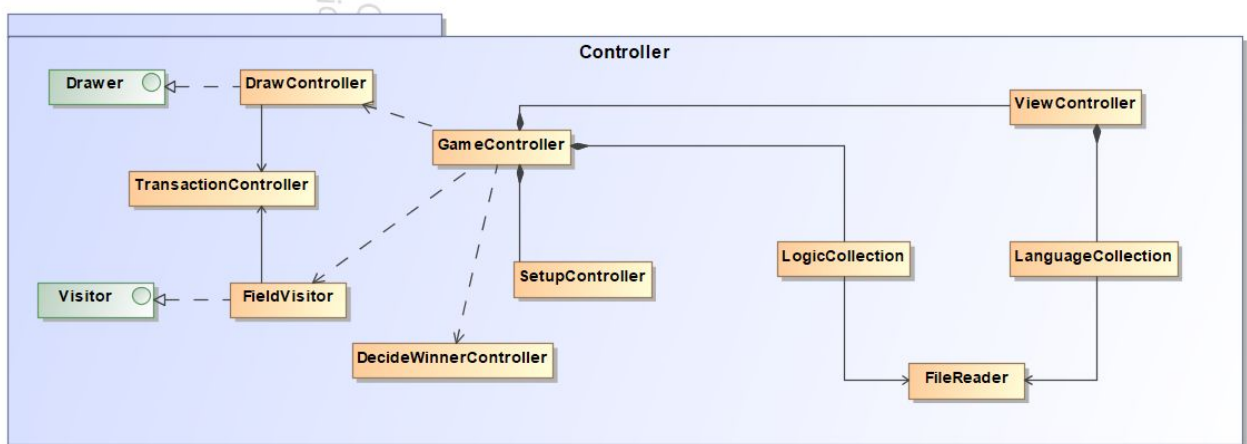 Controller
Drawer
DrawController
ViewController
GameController
TransactionController
LogicCollection
LanguageCollection
SetupController
Visitor
FieldVisitor
DecideWinnerController
FileReader